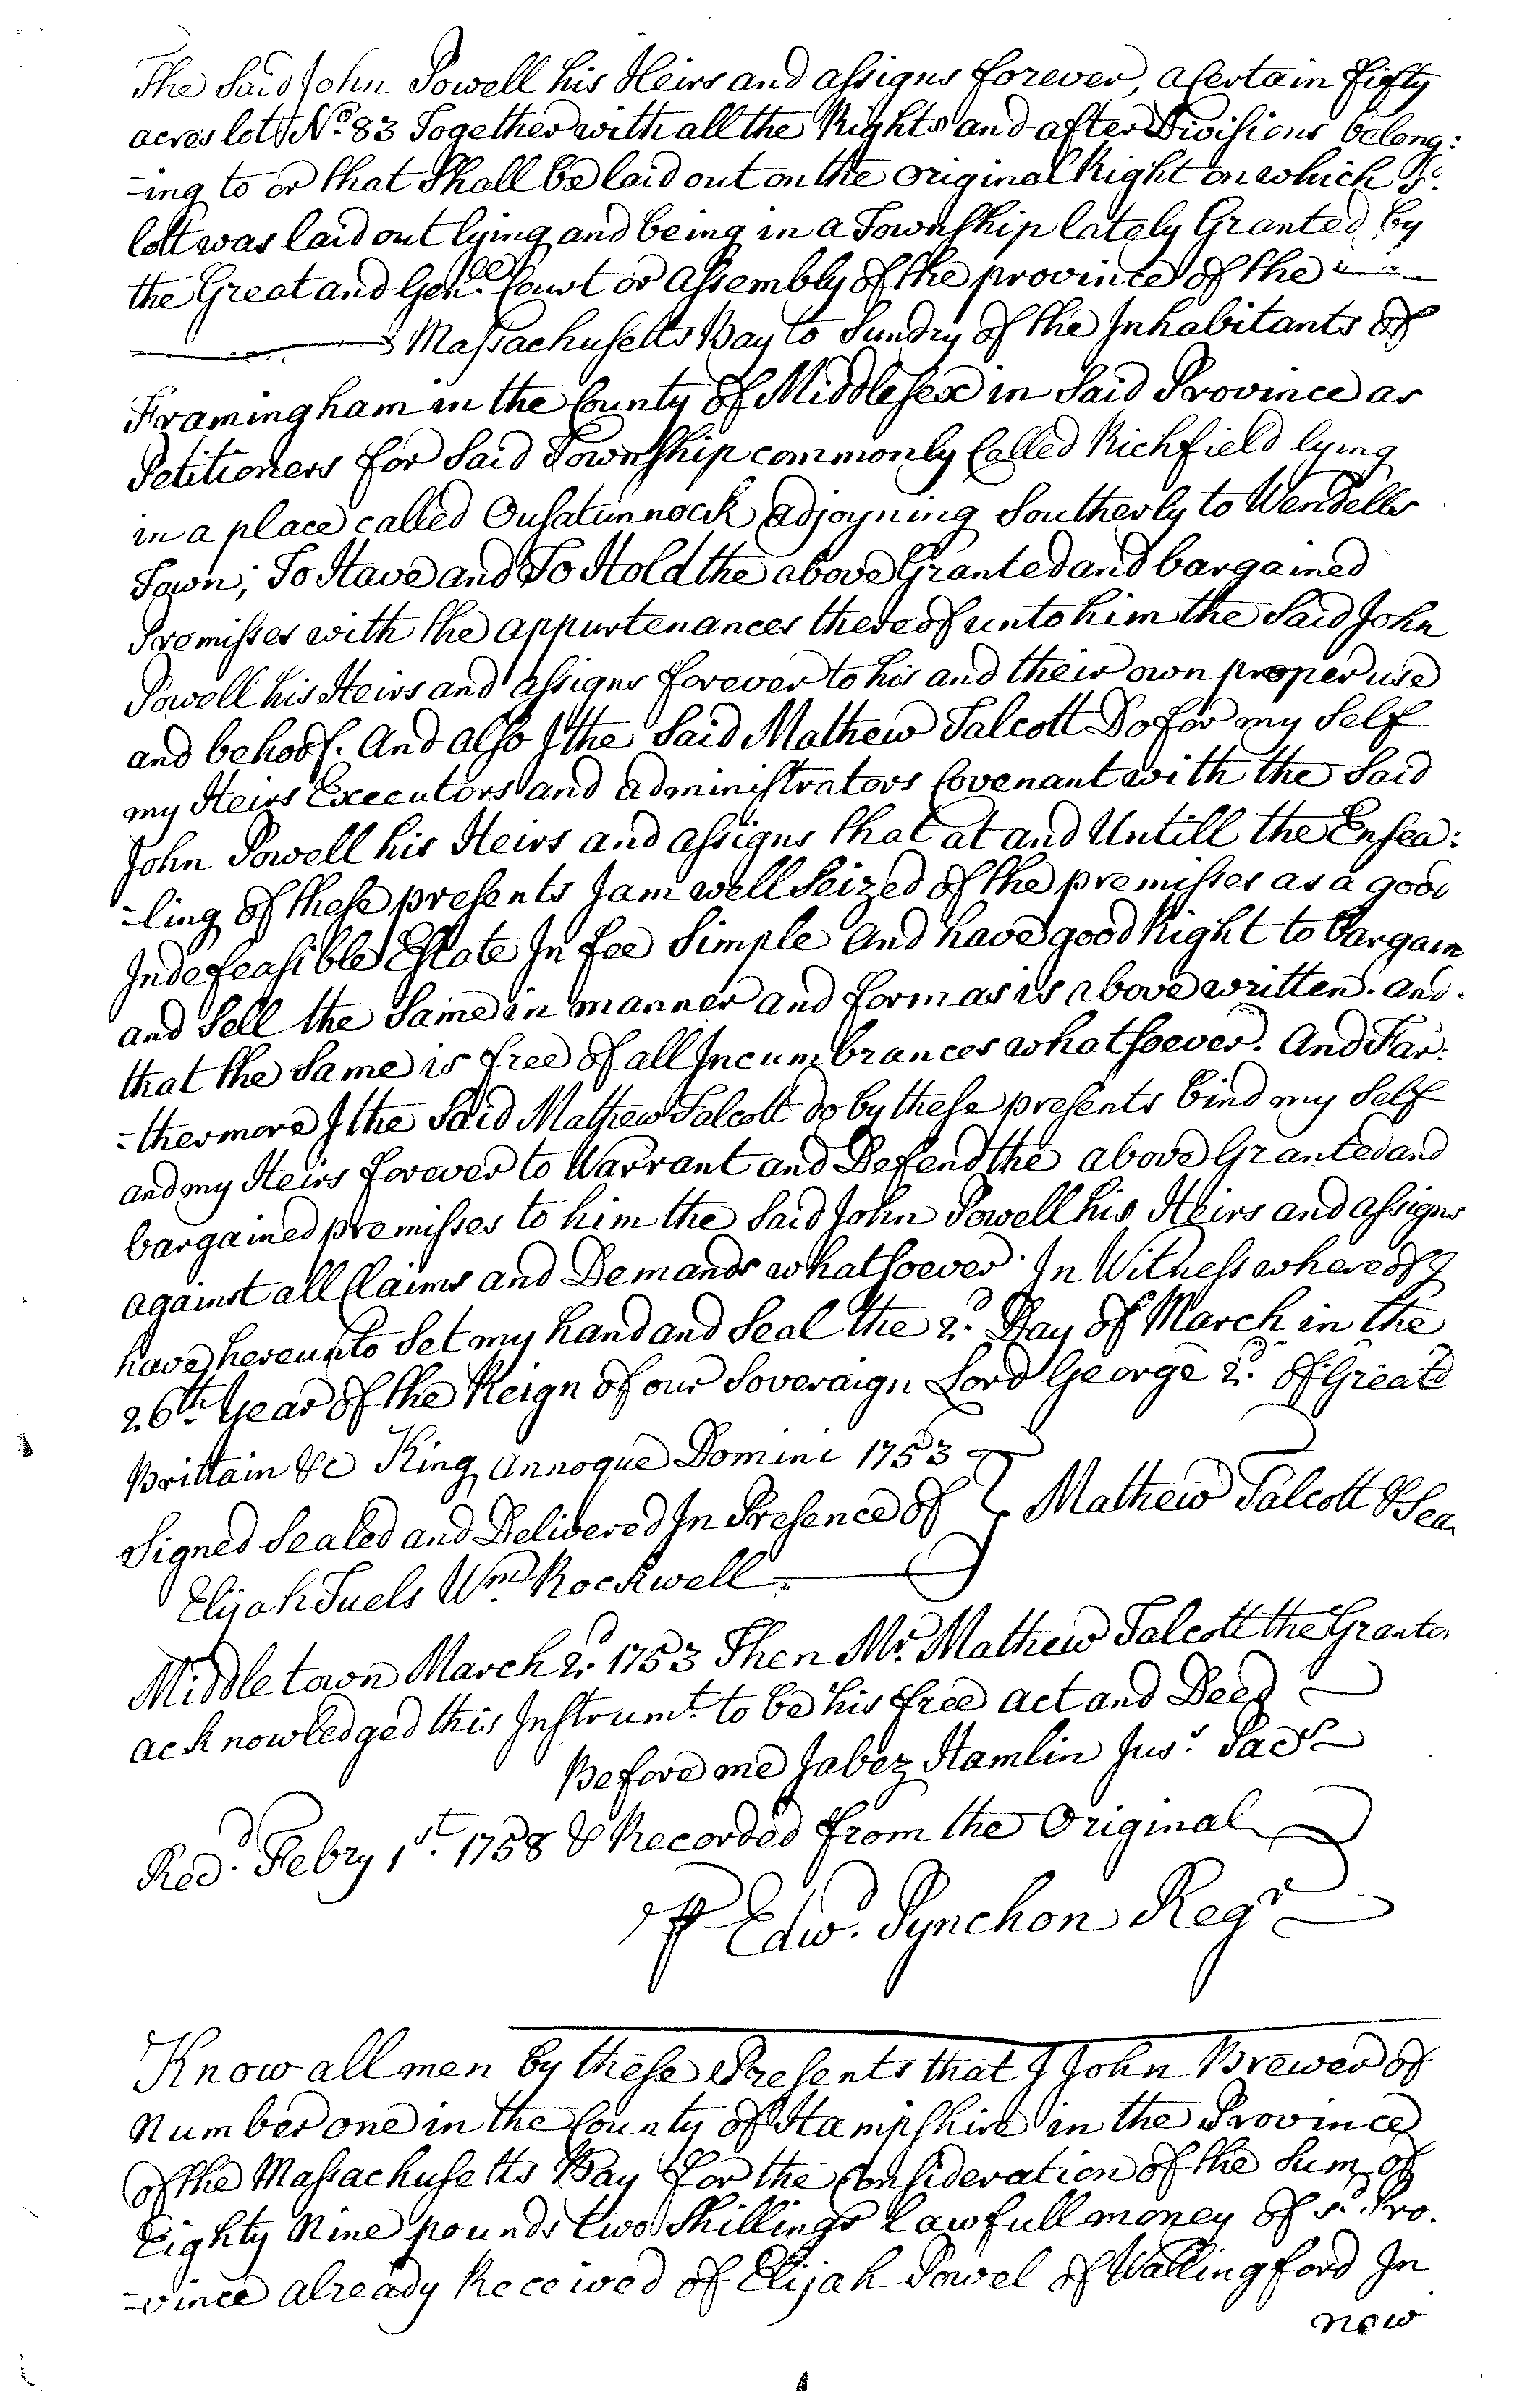 The Said John Powell his Heirs and assigns forever, a Certain fifty
acres lott No. 83 Together with all the Rights and after Divisions belong:
-ing to or that Shall be laid out on the Original Right on which sd.
lott was laid out lying and being in a Township lately Granted by
the Great and Genll. Court or Assembly of the province of the
Massachusetts Bay to Sundry of the Inhabitants of
Framingham in the County of Middlesex in Said Province as
Petitioners for Said Township commonly Called Richfield lying
in a place called Ousatunnock adjoyning Southerly to Wendells
Town; To Have and To Hold the above Granted and bargained
Premisses with the appurtenances thereof unto him the Said John
Powell his Heirs and assigns forever to his and their own proper use
and behoof. And also I the Said Mathew Talcott Do for my Self
my Heirs Executors and administrators Covenant with the Said
John Powell his Heirs and assigns that at and Untill the Ensea:
-ling of these presents I am well Seized of the premisses as a good
Indefeasible Estate In fee Simple And have good Right to bargain
and Sell the Same in manner and form as is above written. and
that the Same is free of all Incumbrances whatsoever. And Far:
-thermore I the Said Mathew Talcott do by these presents bind my Self
and my Heirs forever to Warrant and Defend the above Granted and
bargained premisses to him the Said John Powell his Heirs and assigns
against all Claims and Demands whatsoever. In Witness whereof I
have hereunto Set my hand and Seal the 2d. Day of March in the
26th. Year of the Reign of our Soveraign Lord George 2d. of Great
Brittain &c King Annoque Domini 1753
Signed Sealed and Delivered In Presence of } Mathew Talcott & Sea
Elijah Tuels Wm. Rockwell
Middletown March 2d. 1753 Then Mr. Mathew Talcott the Grantor
acknowledged this Instrumt. to be his free act and Deed
Before me Jabez Hamlin Jus: Pacs
Recd. Febry 1st. 1758 & Recorded from the Original
Pr Edwd. Pynchon Regr
Know all men by these Presents that I John Brewer of
Number one in the County of Hampshire in the Province
of the Massachusetts Bay for the Consideration of the Sum of
Eighty Nine pounds two Shillings Lawfull money of sd. Pro.
-vince already Received of Elijah Powel of Wallingford In
New